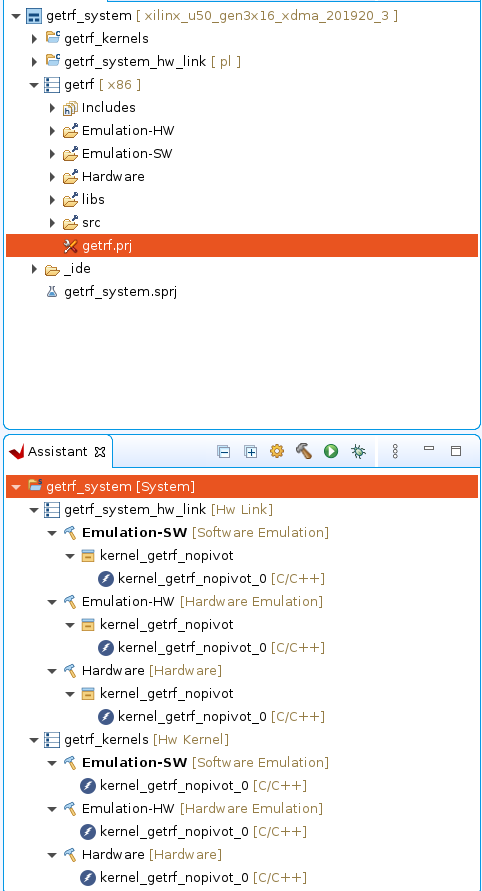 getrf_system [ xilinx_u50_gen3x16_xdma_201920_3 ]
getrf_kernels
getrf_system_hw_link [ pl ]
getrf [ x86 ]
Includes
Emulation-HW
Emulation-SW
Hardware
libs
src
getrf.prj
_ide
getrf_system.sprj
Assistant
getrf_system [System]
getrf_system_hw_link [Hw Link]
Emulation-SW [Software Emulation]
kernel_getrf_nopivot
kernel_getrf_nopivot_0 [C/C++]
Emulation-HW [Hardware Emulation]
kernel_getrf_nopivot
kernel_getrf_nopivot_0 [C/C++]
Hardware [Hardware]
kernel_getrf_nopivot
kernel_getrf_nopivot_0 [C/C++]
getrf_kernels [Hw Kernel]
Emulation-SW [Software Emulation]
kernel_getrf_nopivot_0 [C/C++]
Emulation-HW [Hardware Emulation]
kernel_getrf_nopivot_0 [C/C++]
Hardware [Hardware]
kernel_getrf_nopivot_0 [C/C++]